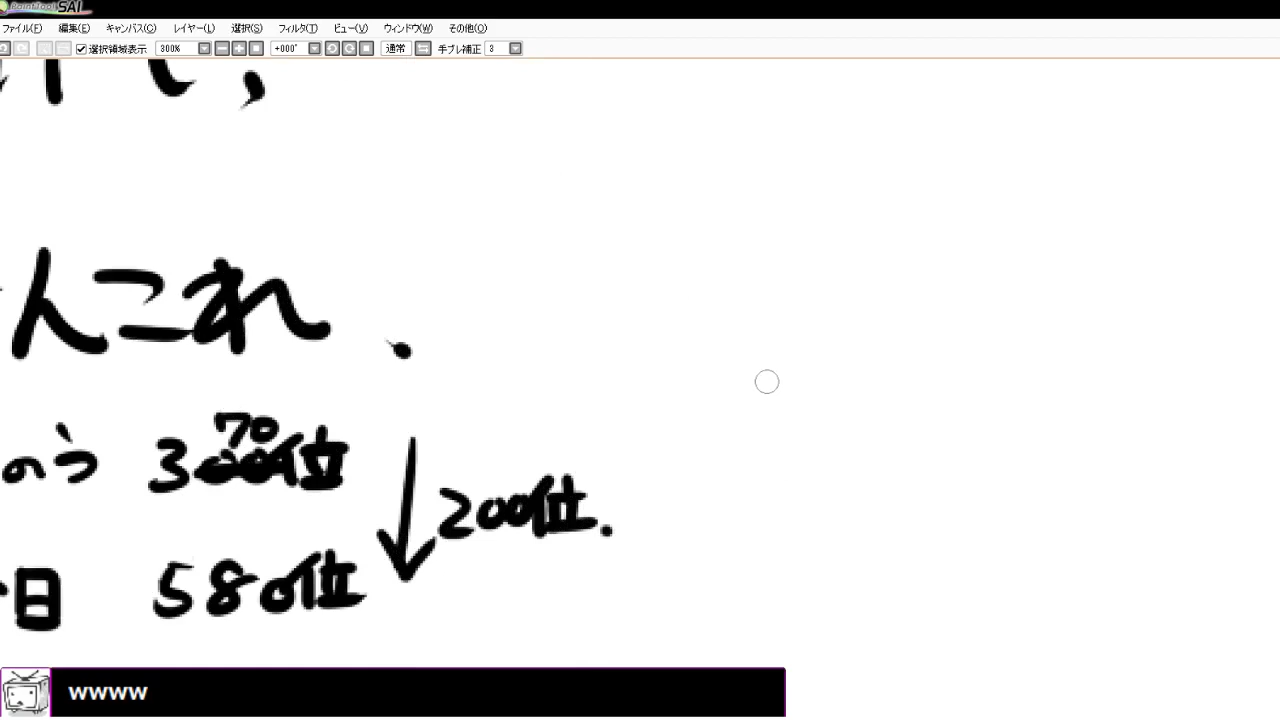 PaintTool SAI
ファイル(F) 編集(E) キャンバス(C) レイヤー(L) 選択(S) フィルタ(T) ビュー(V) ウィンドウ(W) その他(O)
選択領域表示 300% +000° 通常 手ブレ補正 3
て,
んこれ.
のう 370位
200位.
日 580位
wwww